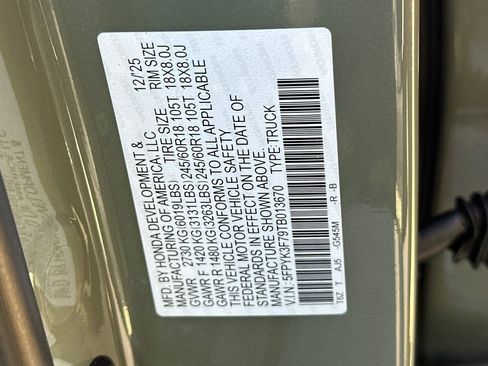 MFD. BY HONDA DEVELOPMENT & 12/25
MANUFACTURING OF AMERICA, LLC
TIRE SIZE RIM SIZE
GVWR 2730 KG(6019LBS)
GAWR F 1420 KG(3131LBS) 245/60R18 105T 18X8.0J
GAWR R 1480 KG(3263LBS) 245/60R18 105T 18X8.0J
THIS VEHICLE CONFORMS TO ALL APPLICABLE
FEDERAL MOTOR VEHICLE SAFETY
STANDARDS IN EFFECT ON THE DATE OF
MANUFACTURE SHOWN ABOVE.
V.I.N.: 5FPYK3F79TB013670 TYPE:TRUCK
T6Z T AJ5 -G545M -R -B